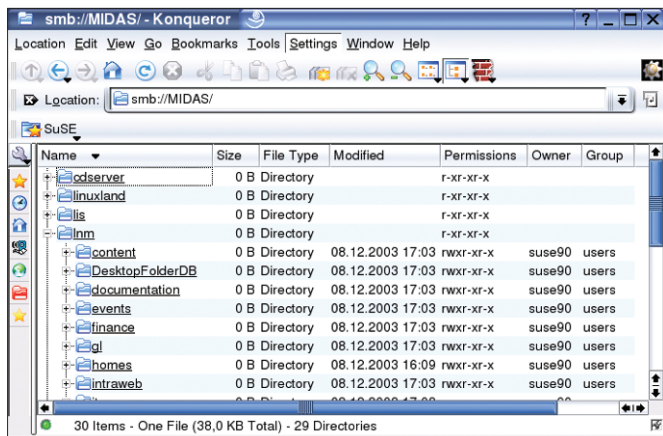 smb://MIDAS/ - Konqueror
Location Edit View Go Bookmarks Tools Settings Window Help
Location: smb://MIDAS/
SuSE
Name Size File Type Modified Permissions Owner Group
cdserver 0 B Directory r-xr-xr-x
linuxland 0 B Directory r-xr-xr-x
lis 0 B Directory r-xr-xr-x
lnm 0 B Directory r-xr-xr-x
content 0 B Directory 08.12.2003 17:03 rwxr-xr-x suse90 users
DesktopFolderDB 0 B Directory 08.12.2003 17:03 rwxr-xr-x suse90 users
documentation 0 B Directory 08.12.2003 17:03 rwxr-xr-x suse90 users
events 0 B Directory 08.12.2003 17:03 rwxr-xr-x suse90 users
finance 0 B Directory 08.12.2003 17:03 rwxr-xr-x suse90 users
gl 0 B Directory 08.12.2003 17:03 rwxr-xr-x suse90 users
homes 0 B Directory 08.12.2003 16:09 rwxr-xr-x suse90 users
intraweb 0 B Directory 08.12.2003 17:03 rwxr-xr-x suse90 users
30 Items - One File (38,0 KB Total) - 29 Directories